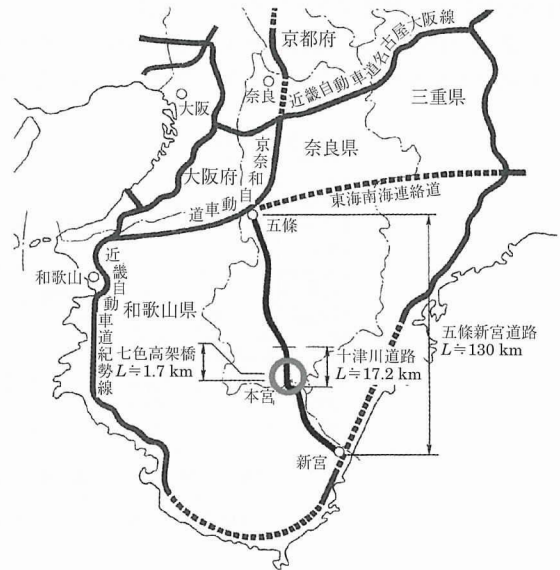 京都府
近畿自動車道名古屋大阪線
奈良
大阪
三重県
京奈和自動車道
奈良県
大阪府
東海南海連絡道
五條
和歌山
近畿自動車道紀勢線
和歌山県
七色高架橋
L≒1.7 km
十津川道路
L≒17.2 km
五條新宮道路
L≒130 km
本宮
新宮